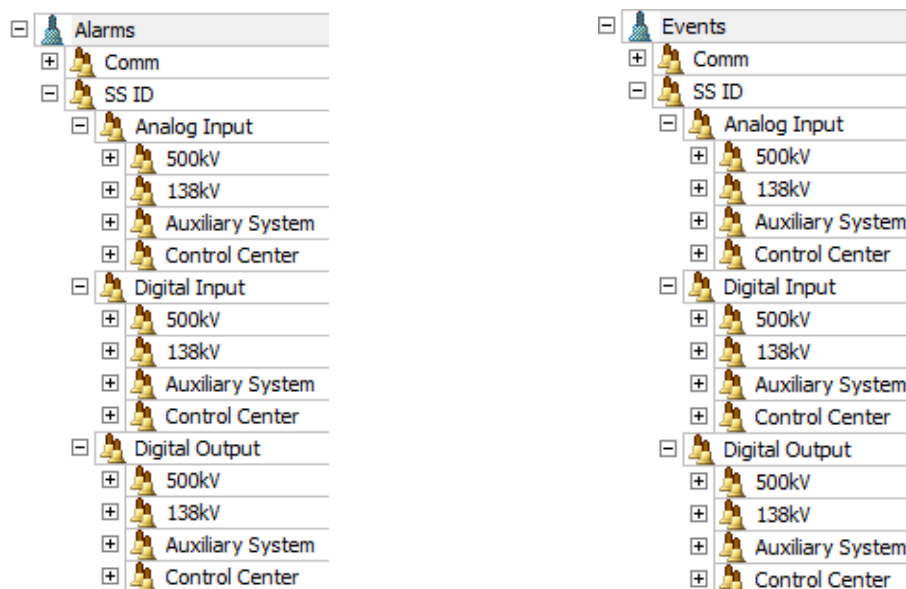 Alarms
Comm
SS ID
Analog Input
500kV
138kV
Auxiliary System
Control Center
Digital Input
500kV
138kV
Auxiliary System
Control Center
Digital Output
500kV
138kV
Auxiliary System
Control Center
Events
Comm
SS ID
Analog Input
500kV
138kV
Auxiliary System
Control Center
Digital Input
500kV
138kV
Auxiliary System
Control Center
Digital Output
500kV
138kV
Auxiliary System
Control Center